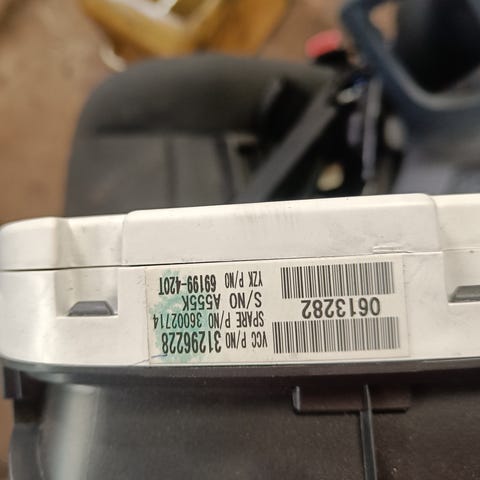 VCC P/NO 31296228
SPARE P/NO 36002714
S/NO A555K
YZK P/NO 69199-420T
0613282